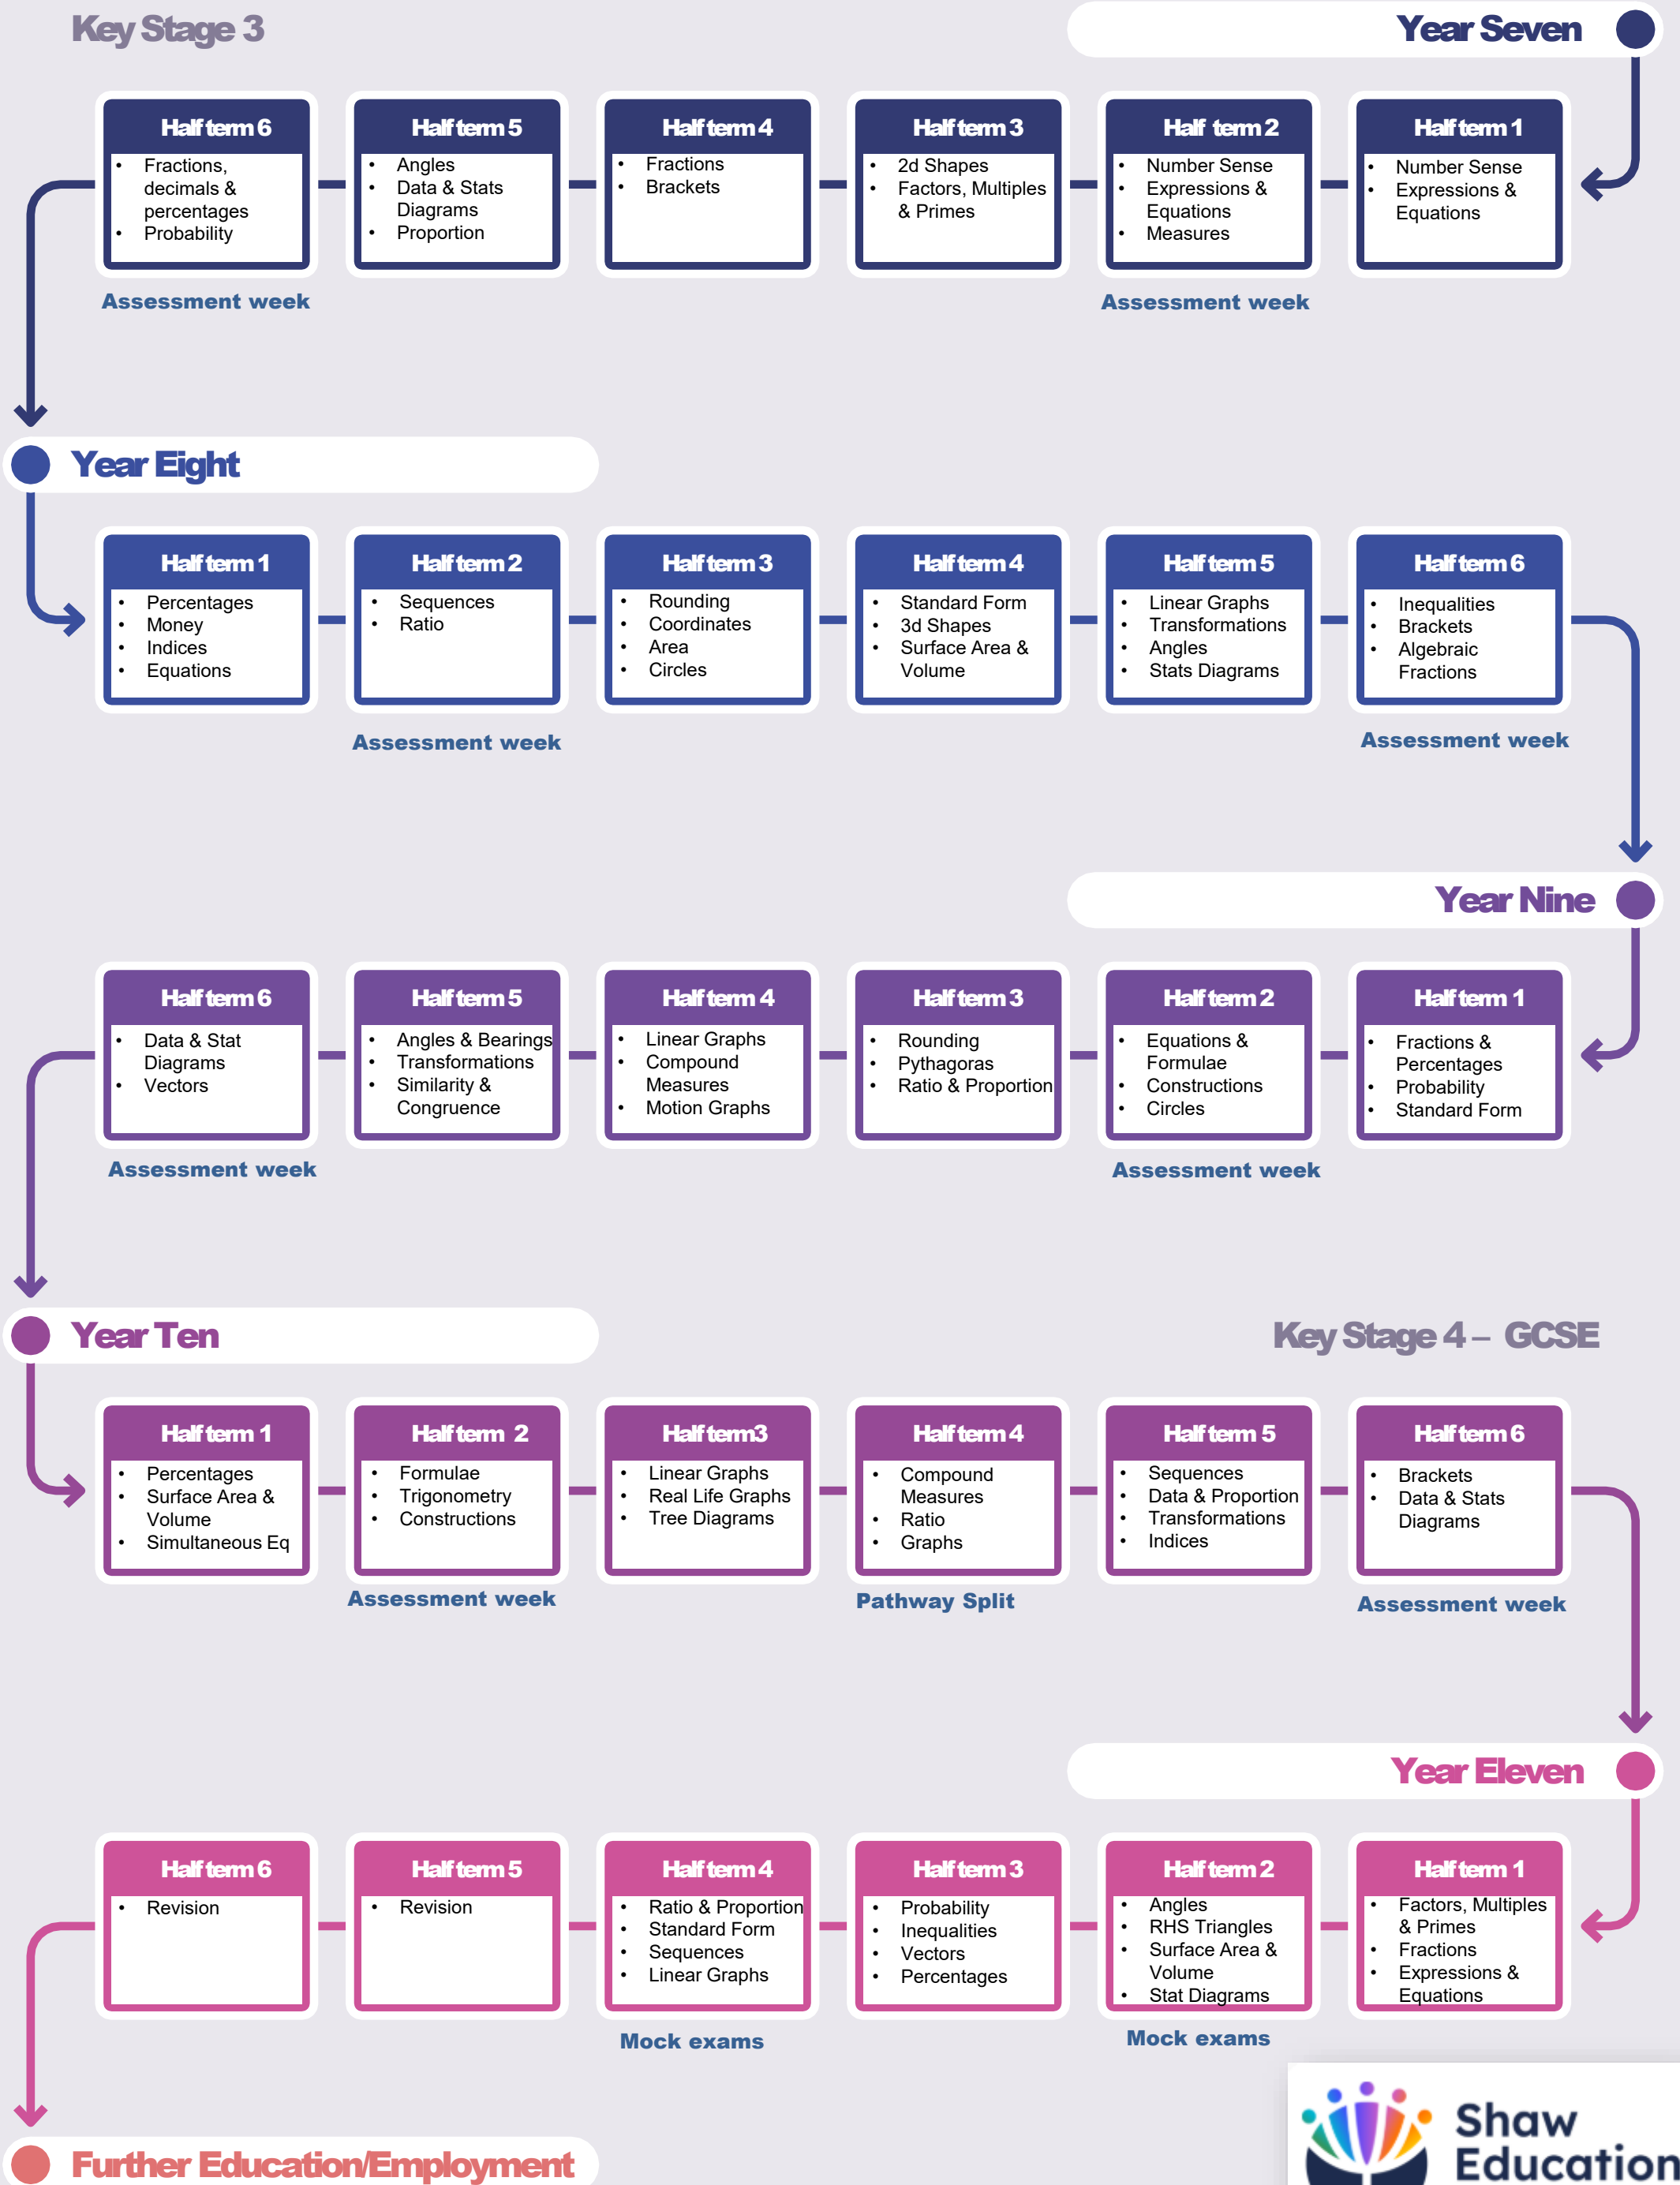 Key Stage 3
Year Seven
Half term 6
• Fractions,
decimals &
percentages
• Probability
Half term 5
• Angles
• Data & Stats
Diagrams
• Proportion
Half term 4
• Fractions
• Brackets
Half term 3
• 2d Shapes
• Factors, Multiples
& Primes
Half term 2
• Number Sense
• Expressions &
Equations
• Measures
Half term 1
• Number Sense
• Expressions &
Equations
Assessment week
Assessment week
Year Eight
Half term 1
• Percentages
• Money
• Indices
• Equations
Half term 2
• Sequences
• Ratio
Half term 3
• Rounding
• Coordinates
• Area
• Circles
Half term 4
• Standard Form
• 3d Shapes
• Surface Area &
Volume
Half term 5
• Linear Graphs
• Transformations
• Angles
• Stats Diagrams
Half term 6
• Inequalities
• Brackets
• Algebraic
Fractions
Assessment week
Assessment week
Year Nine
Half term 6
• Data & Stat
Diagrams
• Vectors
Half term 5
• Angles & Bearings
• Transformations
• Similarity &
Congruence
Half term 4
• Linear Graphs
• Compound
Measures
• Motion Graphs
Half term 3
• Rounding
• Pythagoras
• Ratio & Proportion
Half term 2
• Equations &
Formulae
• Constructions
• Circles
Half term 1
• Fractions &
Percentages
• Probability
• Standard Form
Assessment week
Assessment week
Year Ten
Key Stage 4 – GCSE
Half term 1
• Percentages
• Surface Area &
Volume
• Simultaneous Eq
Half term 2
• Formulae
• Trigonometry
• Constructions
Half term3
• Linear Graphs
• Real Life Graphs
• Tree Diagrams
Half term 4
• Compound
Measures
• Ratio
• Graphs
Half term 5
• Sequences
• Data & Proportion
• Transformations
• Indices
Half term 6
• Brackets
• Data & Stats
Diagrams
Assessment week
Pathway Split
Assessment week
Year Eleven
Half term 6
• Revision
Half term 5
• Revision
Half term 4
• Ratio & Proportion
• Standard Form
• Sequences
• Linear Graphs
Half term 3
• Probability
• Inequalities
• Vectors
• Percentages
Half term 2
• Angles
• RHS Triangles
• Surface Area &
Volume
• Stat Diagrams
Half term 1
• Factors, Multiples
& Primes
• Fractions
• Expressions &
Equations
Mock exams
Mock exams
Further Education/Employment
Shaw
Education